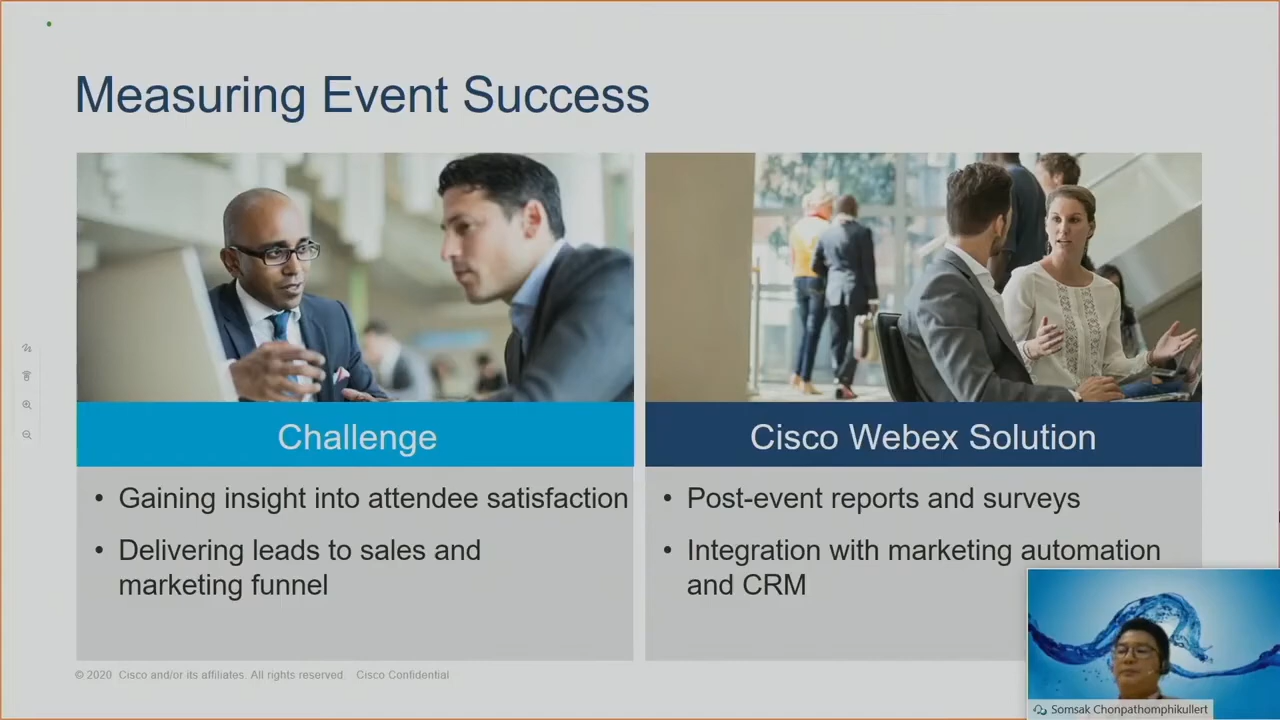 Measuring Event Success
Challenge
• Gaining insight into attendee satisfaction
• Delivering leads to sales and
marketing funnel
Cisco Webex Solution
• Post-event reports and surveys
• Integration with marketing automation
and CRM
© 2020 Cisco and/or its affiliates. All rights reserved. Cisco Confidential
Somsak Chonpathomphikullert